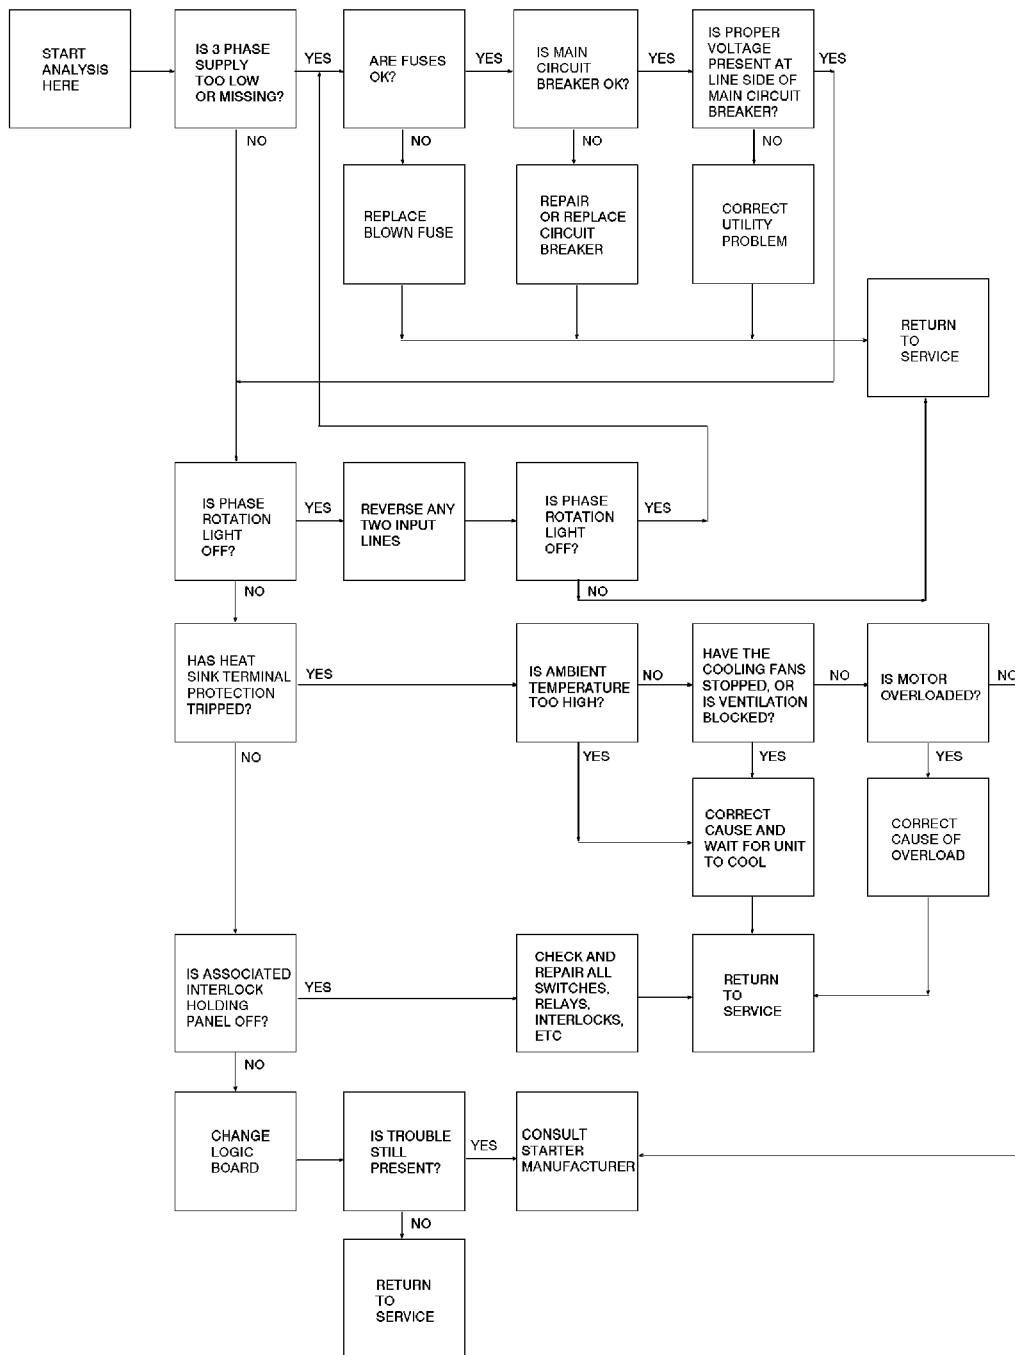 START
ANALYSIS
HERE
IS 3 PHASE
SUPPLY
TOO LOW
OR MISSING?
YES
ARE FUSES
OK?
YES
IS MAIN
CIRCUIT
BREAKER OK?
YES
IS PROPER
VOLTAGE
PRESENT AT
LINE SIDE OF
MAIN CIRCUIT
BREAKER?
YES
NO
NO
NO
NO
REPLACE
BLOWN FUSE
REPAIR
OR REPLACE
CIRCUIT
BREAKER
CORRECT
UTILITY
PROBLEM
RETURN
TO
SERVICE
IS PHASE
ROTATION
LIGHT
OFF?
YES
REVERSE ANY
TWO INPUT
LINES
IS PHASE
ROTATION
LIGHT
OFF?
YES
NO
NO
HAS HEAT
SINK TERMINAL
PROTECTION
TRIPPED?
YES
IS AMBIENT
TEMPERATURE
TOO HIGH?
NO
HAVE THE
COOLING FANS
STOPPED, OR
IS VENTILATION
BLOCKED?
NO
IS MOTOR
OVERLOADED?
NO
NO
YES
YES
YES
CORRECT
CAUSE AND
WAIT FOR UNIT
TO COOL
CORRECT
CAUSE OF
OVERLOAD
IS ASSOCIATED
INTERLOCK
HOLDING
PANEL OFF?
YES
CHECK AND
REPAIR ALL
SWITCHES,
RELAYS,
INTERLOCKS,
ETC
RETURN
TO
SERVICE
NO
CHANGE
LOGIC
BOARD
IS TROUBLE
STILL
PRESENT?
YES
CONSULT
STARTER
MANUFACTURER
NO
RETURN
TO
SERVICE